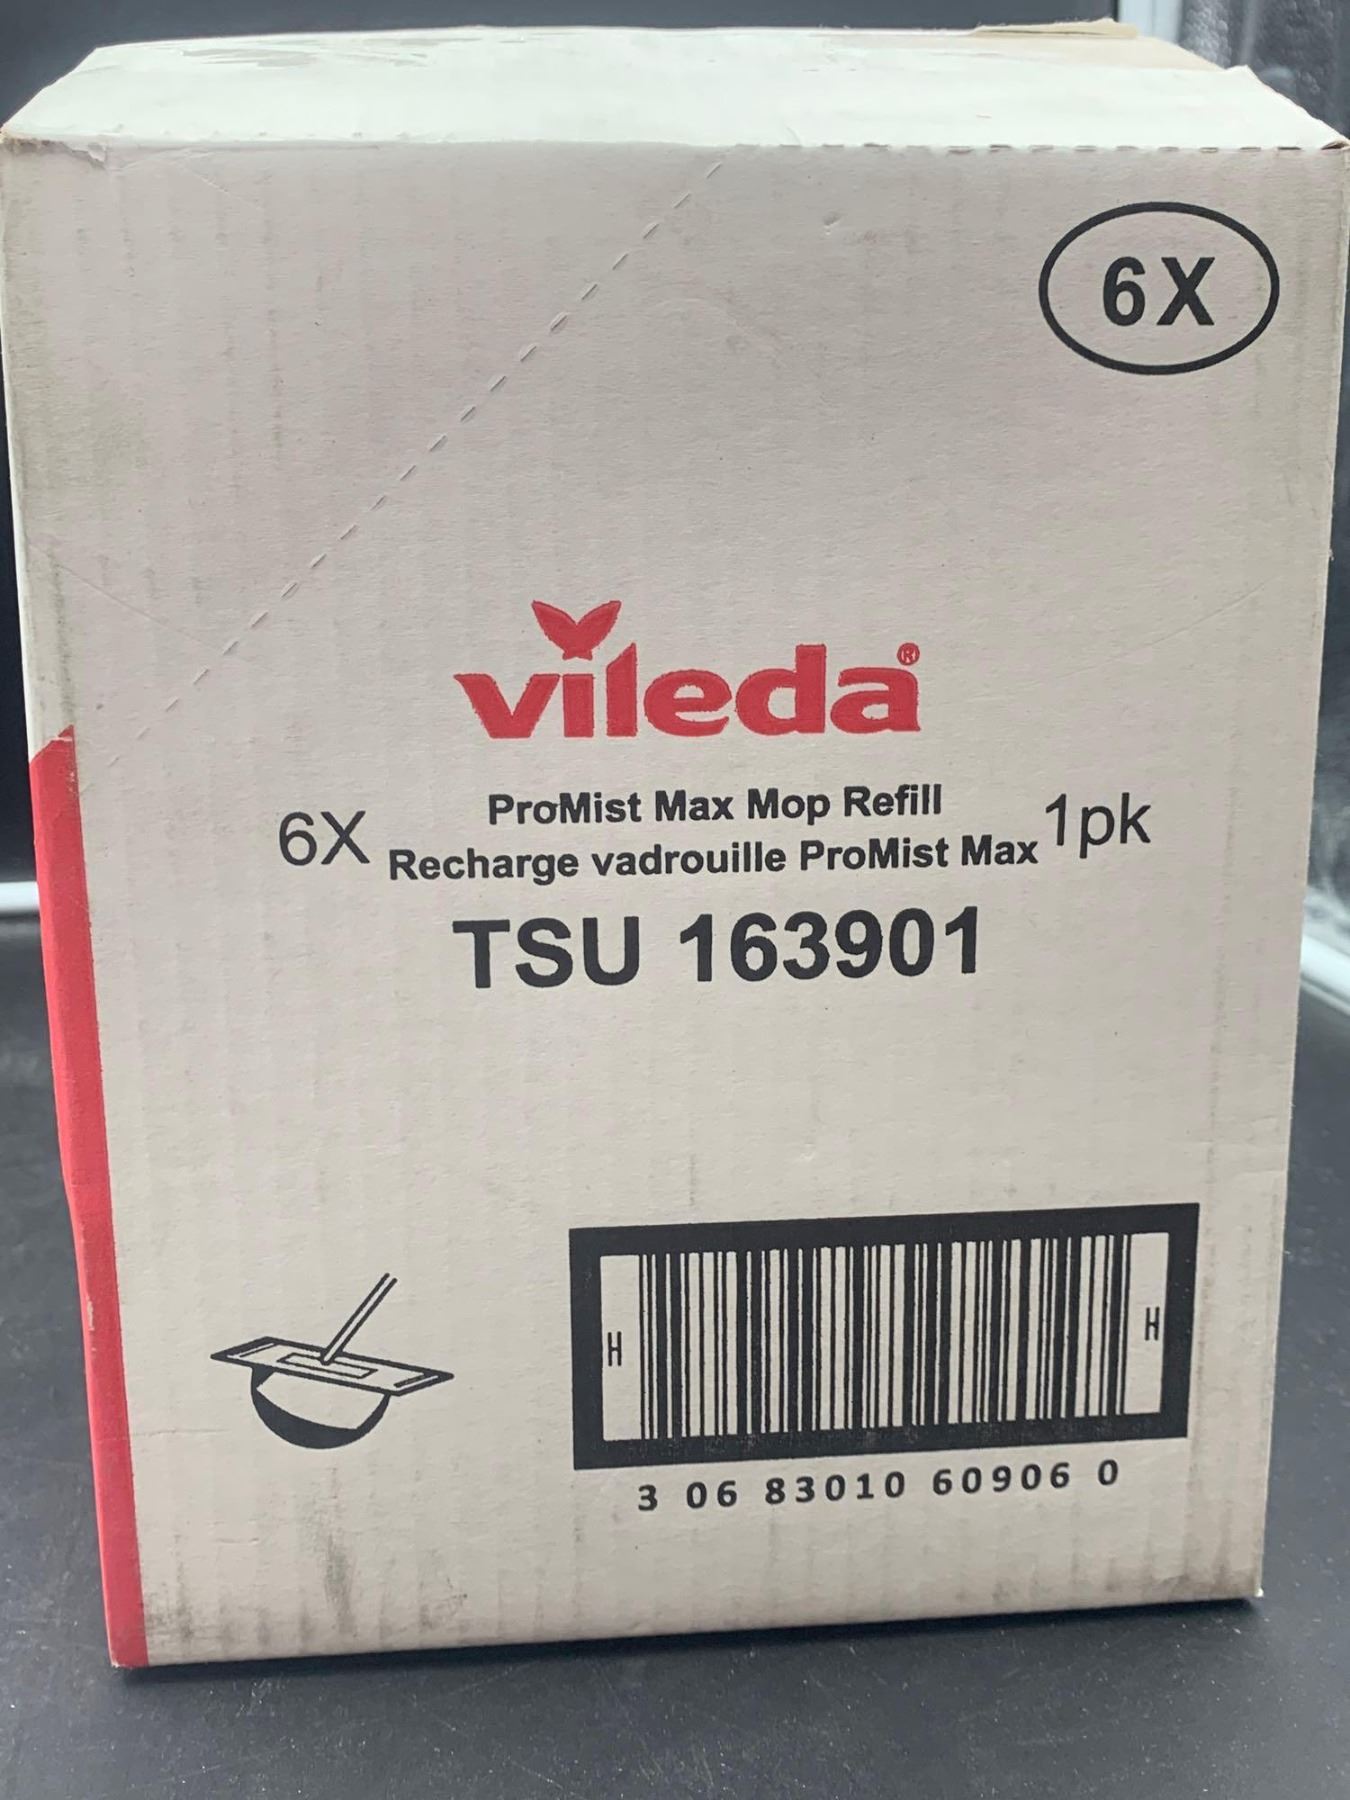 6X
vileda®
6X ProMist Max Mop Refill 1pk
Recharge vadrouille ProMist Max
TSU 163901
H H
3 06 83010 60906 0